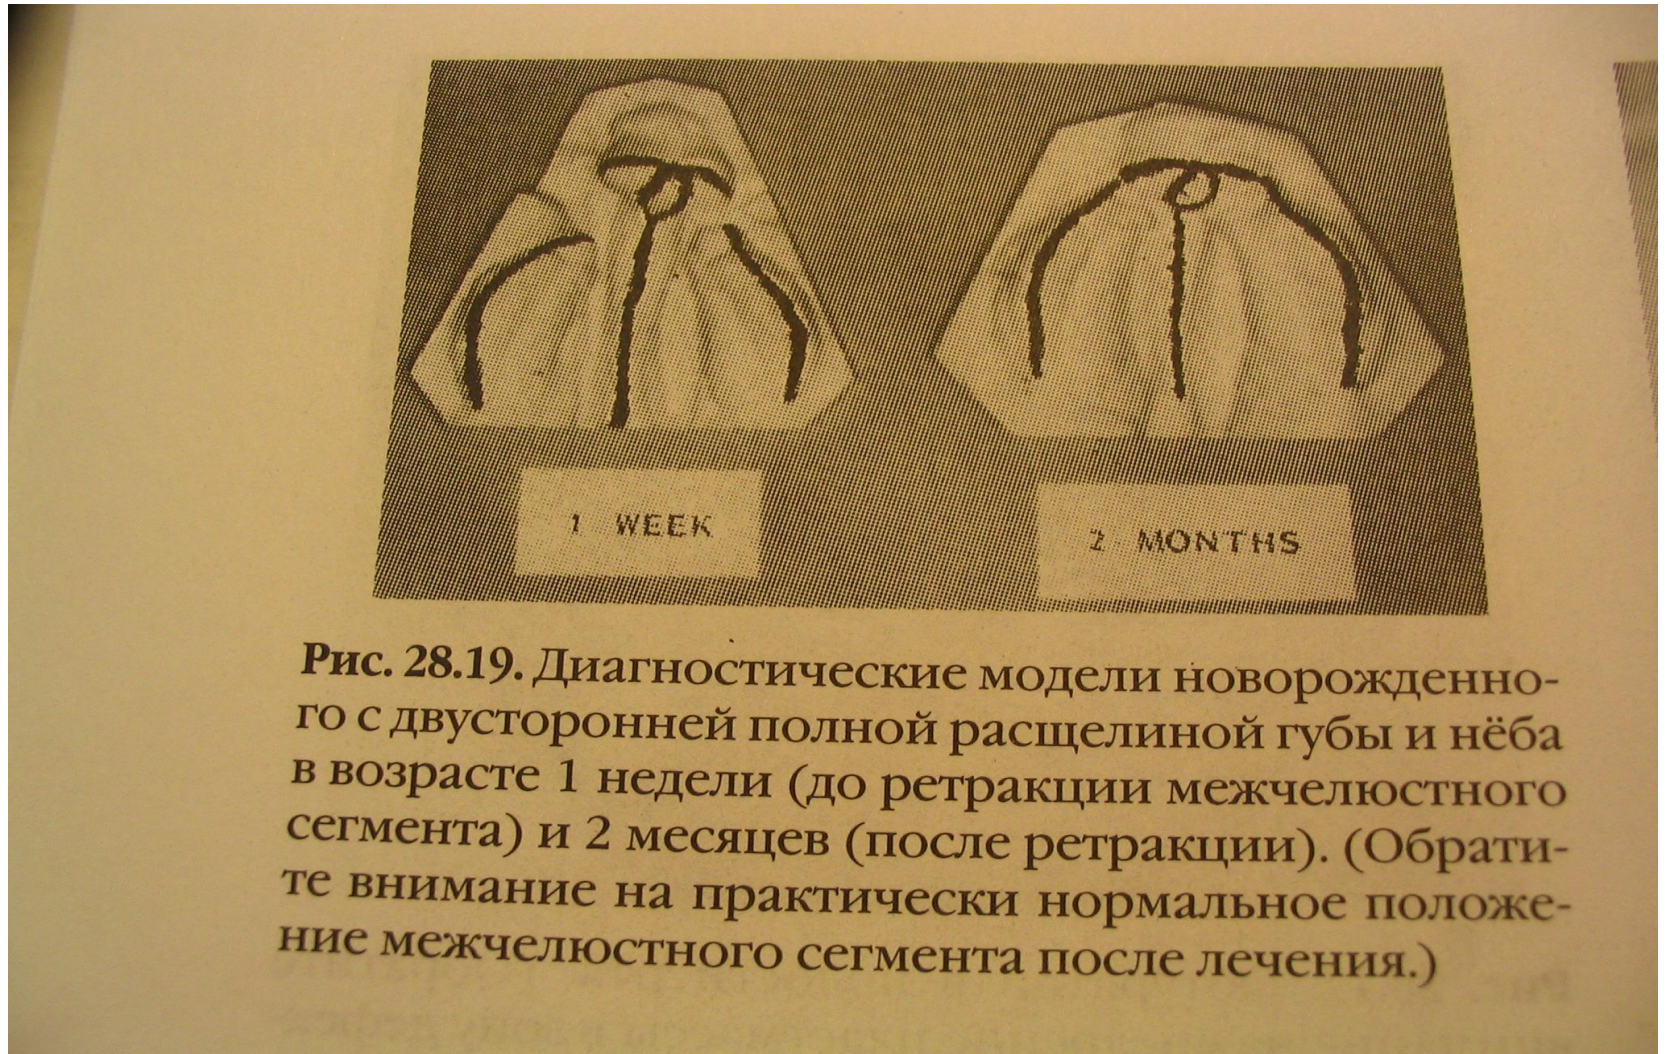 1 WEEK
2 MONTHS
Рис. 28.19. Диагностические модели новорожденно-
го с двусторонней полной расщелиной губы и нёба
в возрасте 1 недели (до ретракции межчелюстного
сегмента) и 2 месяцев (после ретракции). (Обрати-
те внимание на практически нормальное положе-
ние межчелюстного сегмента после лечения.)